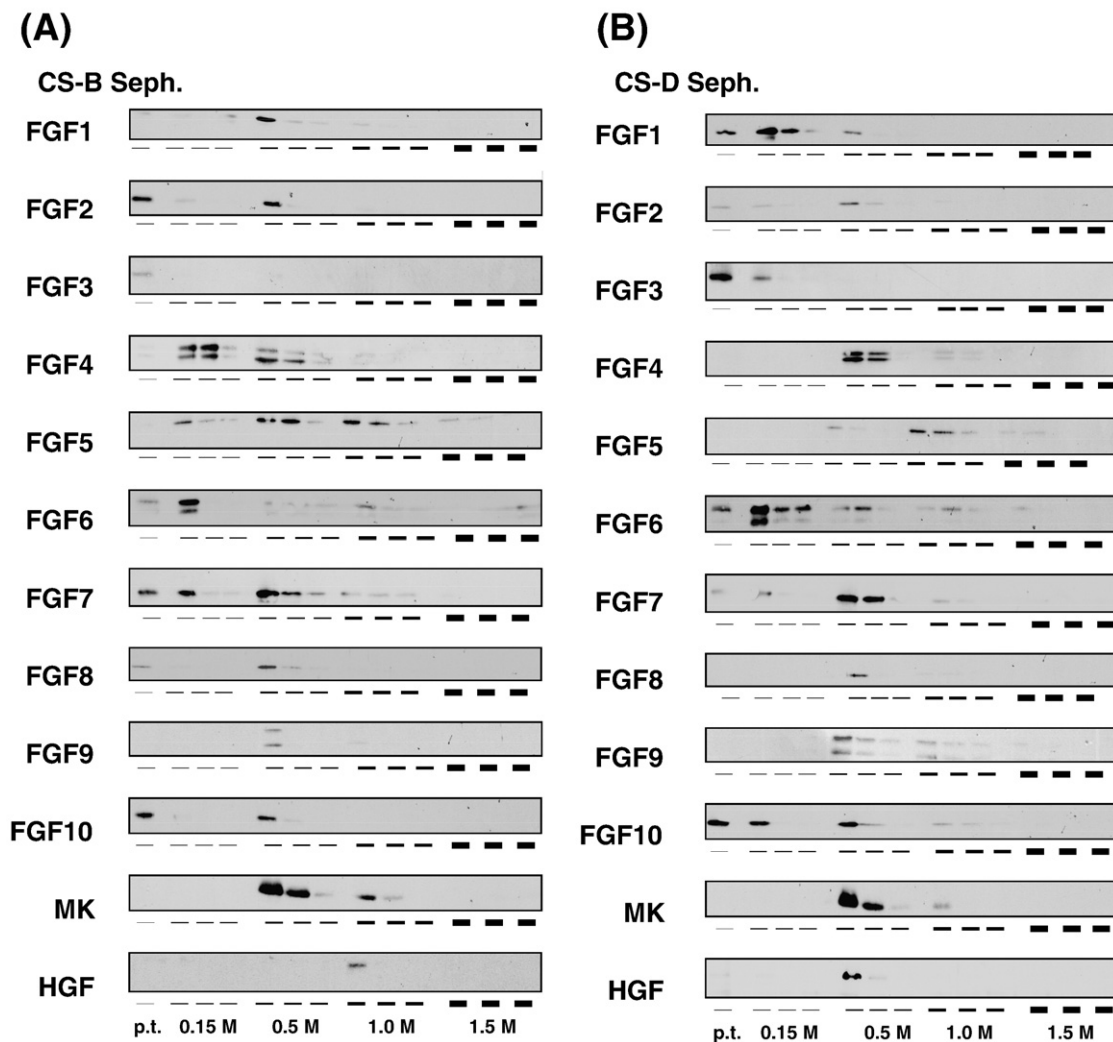 (A)
CS-B Seph.
FGF1
FGF2
FGF3
FGF4
FGF5
FGF6
FGF7
FGF8
FGF9
FGF10
MK
HGF
p.t. 0.15 M 0.5 M 1.0 M 1.5 M
(B)
CS-D Seph.
FGF1
FGF2
FGF3
FGF4
FGF5
FGF6
FGF7
FGF8
FGF9
FGF10
MK
HGF
p.t. 0.15 M 0.5 M 1.0 M 1.5 M